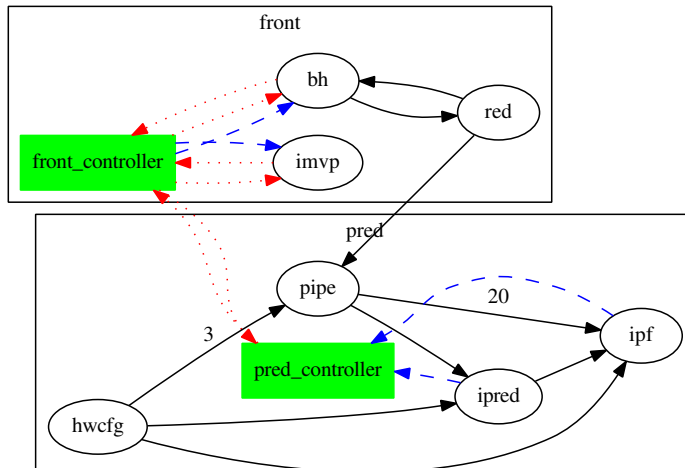 front
bh
red
front_controller
imvp
pred
pipe
20
3
ipf
pred_controller
ipred
hwcfg